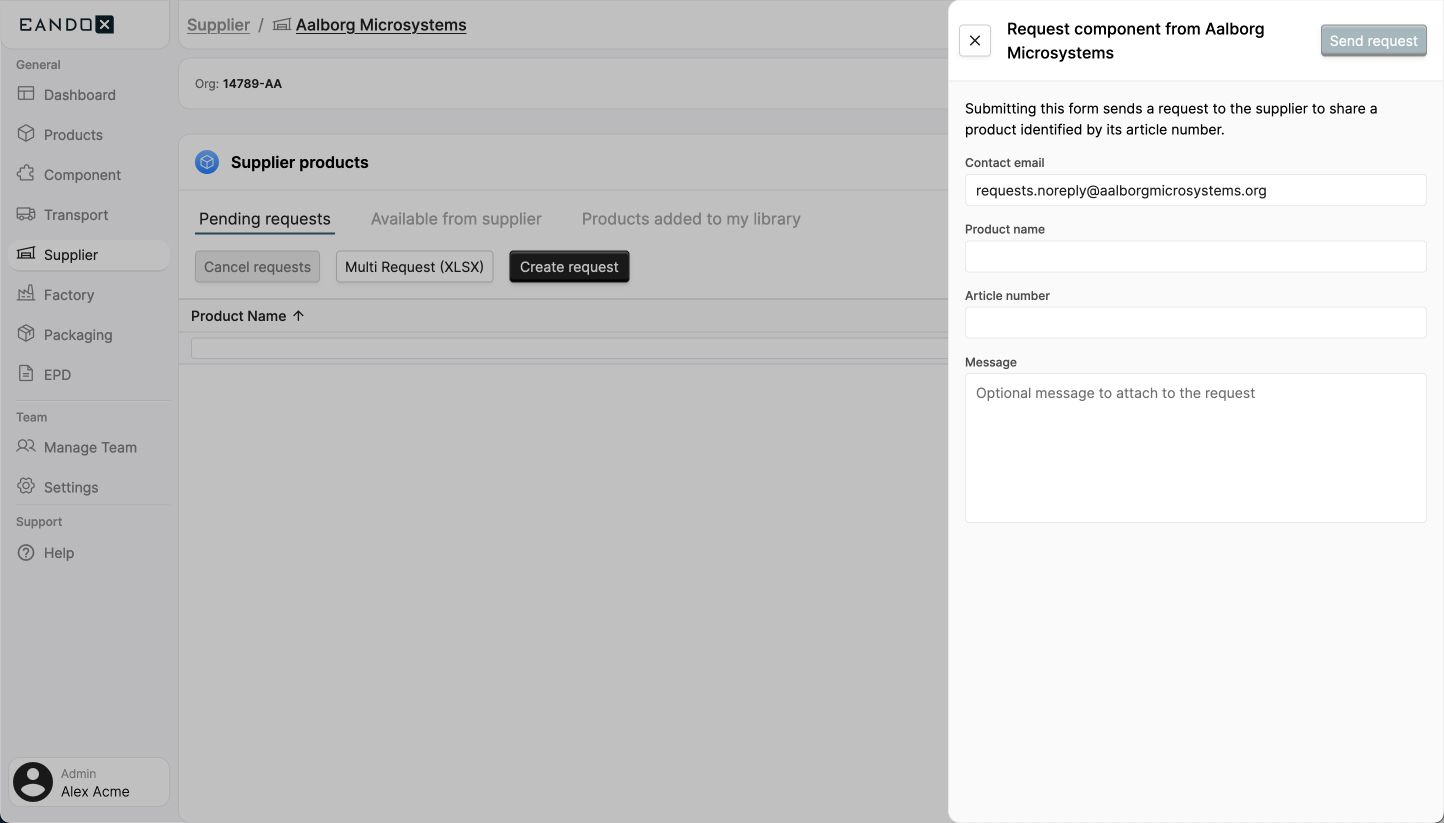 EANDOX
General
Dashboard
Products
Component
Transport
Supplier
Factory
Packaging
EPD
Team
Manage Team
Settings
Support
Help
Admin
Alex Acme
Supplier / Aalborg Microsystems
Org: 14789-AA
Supplier products
Pending requests Available from supplier Products added to my library
Cancel requests Multi Request (XLSX) Create request
Product Name ↑
Request component from Aalborg
Microsystems
Send request
Submitting this form sends a request to the supplier to share a
product identified by its article number.
Contact email
requests.noreply@aalborgmicrosystems.org
Product name
Article number
Message
Optional message to attach to the request